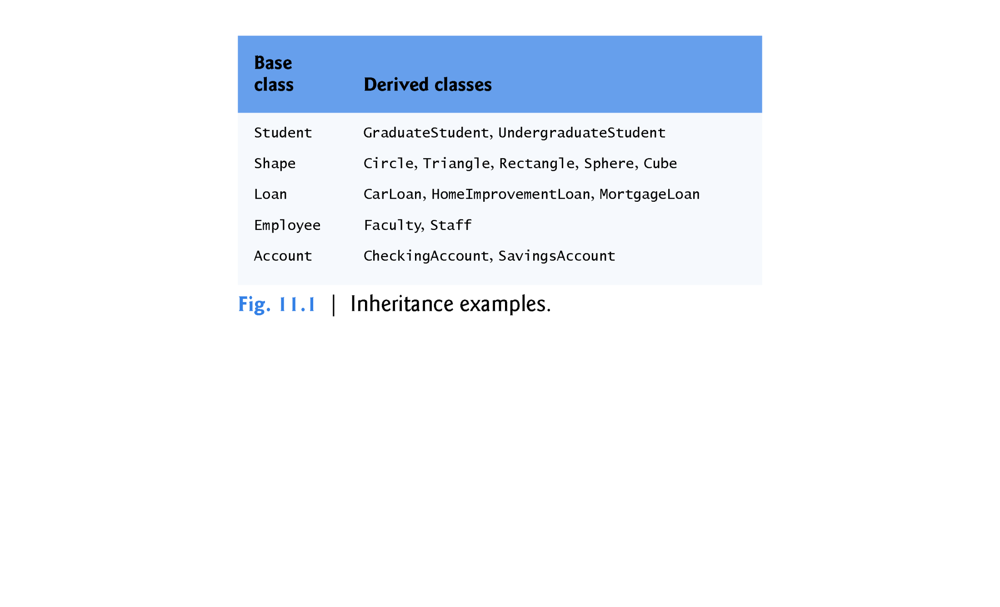 Base
class Derived classes
Student GraduateStudent, UndergraduateStudent
Shape Circle, Triangle, Rectangle, Sphere, Cube
Loan CarLoan, HomeImprovementLoan, MortgageLoan
Employee Faculty, Staff
Account CheckingAccount, SavingsAccount
Fig. 11.1 | Inheritance examples.